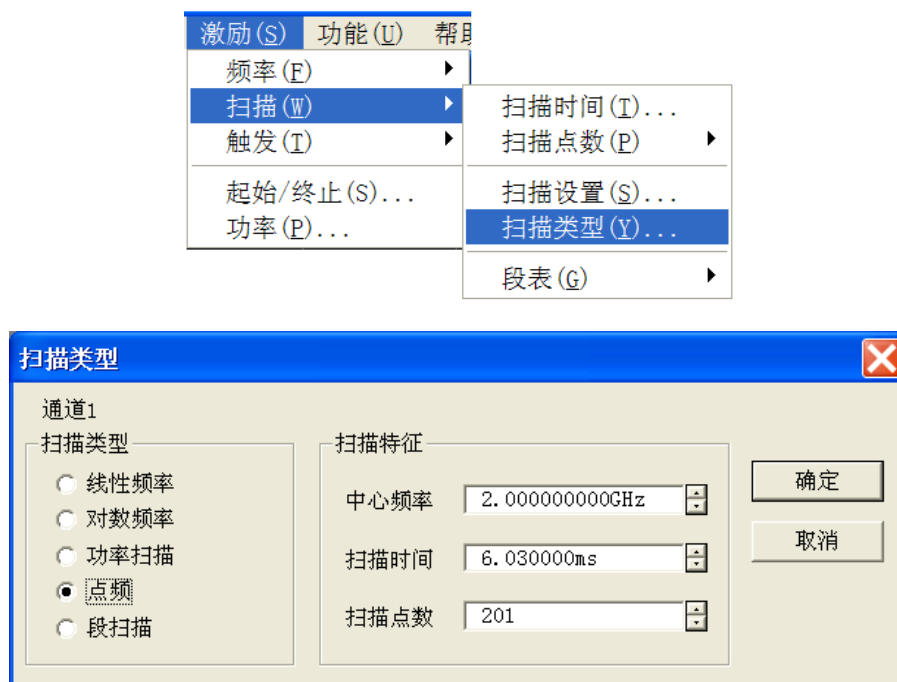 激励(S) 功能(U) 帮助
频率(F)
扫描(W)
触发(T)
起始/终止(S)...
功率(P)...
扫描时间(T)...
扫描点数(P)
扫描设置(S)...
扫描类型(Y)...
段表(G)
扫描类型
通道1
扫描类型
线性频率
对数频率
功率扫描
点频
段扫描
扫描特征
中心频率 2.000000000GHz
扫描时间 6.030000ms
扫描点数 201
确定
取消